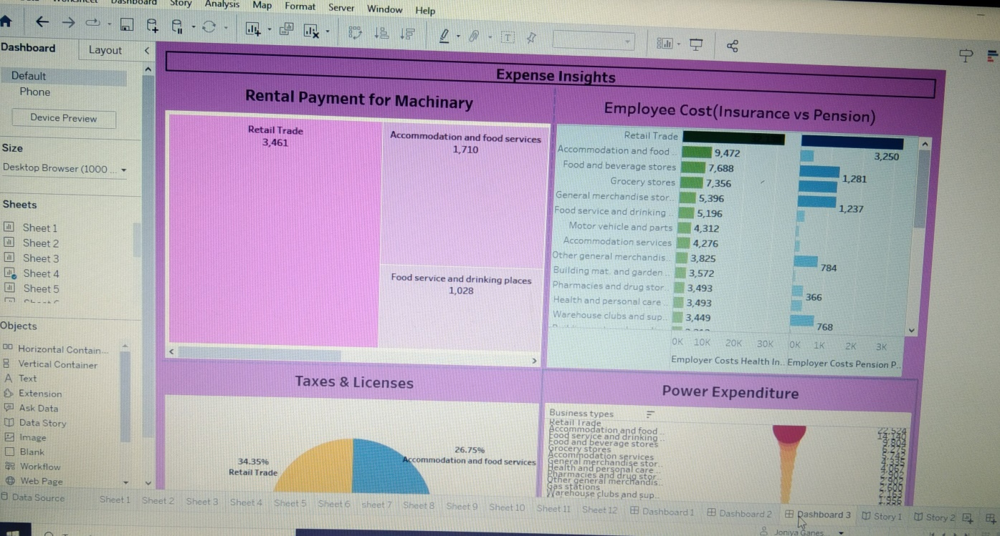 Dashboard Story Analysis Map Format Server Window Help
Dashboard Layout
Default
Phone
Device Preview
Size
Desktop Browser (1000 ...
Sheets
Sheet 1
Sheet 2
Sheet 3
Sheet 4
Sheet 5
Objects
Horizontal Contain...
Vertical Container
Text
Extension
Ask Data
Data Story
Image
Blank
Workflow
Web Page
Expense Insights
Rental Payment for Machinary
Retail Trade
3,461
Accommodation and food services
1,710
Food service and drinking places
1,028
Employee Cost(Insurance vs Pension)
Retail Trade 3,250
Accommodation and food .. 9,472
Food and beverage stores 7,688 1,281
Grocery stores 7,356
General merchandise stor.. 5,396 1,237
Food service and drinking .. 5,196
Motor vehicle and parts 4,312
Accommodation services 4,276
Other general merchandis.. 3,825 784
Building mat. and garden .. 3,572
Pharmacies and drug stor.. 3,493 366
Health and personal care .. 3,493
Warehouse clubs and sup.. 3,449 768
0K 10K 20K 30K 0K 1K 2K 3K
Employer Costs Health In.. Employer Costs Pension P..
Taxes & Licenses
34.35%
Retail Trade
26.75%
Accommodation and food services
Power Expenditure
Business types
Retail Trade
Accommodation and food ..
Food service and drinking ..
Food and beverage stores
Grocery stores
Accommodation services
General merchandise stor..
Health and personal care ..
Pharmacies and drug stor..
Other general merchandis..
Gas stations
Warehouse clubs and sup..
14,140
9,804
Data Source Sheet 1 Sheet 2 Sheet 3 Sheet 4 Sheet 5 Sheet 6 sheet 7 Sheet 8 Sheet 9 Sheet 10 Sheet 11 Sheet 12 Dashboard 1 Dashboard 2 Dashboard 3 Story 1 Story 2
Joniya Ganes